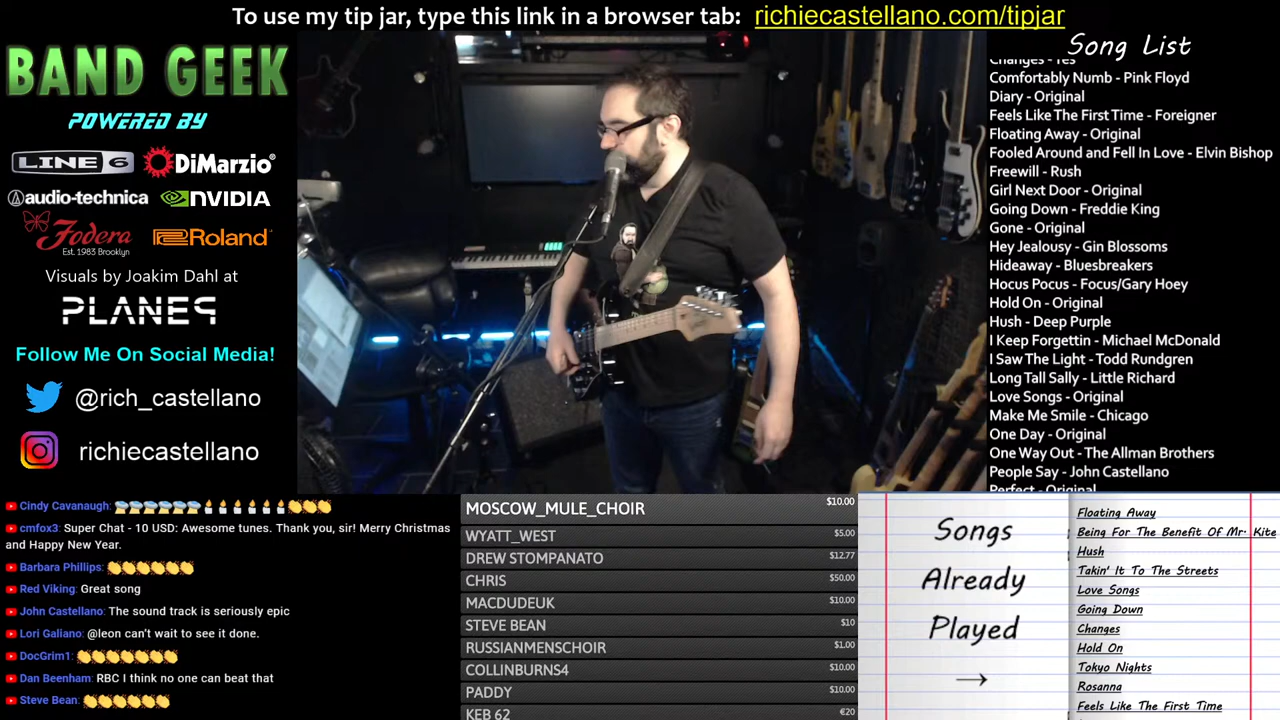 To use my tip jar, type this link in a browser tab: richiecastellano.com/tipjar
BAND GEEK
POWERED BY
LINE 6
DiMarzio®
audio-technica
NVIDIA
Fodera
Est. 1983 Brooklyn
Roland
Visuals by Joakim Dahl at
PLANE9
Follow Me On Social Media!
@rich_castellano
richiecastellano
Song List
Changes - Yes
Comfortably Numb - Pink Floyd
Diary - Original
Feels Like The First Time - Foreigner
Floating Away - Original
Fooled Around and Fell In Love - Elvin Bishop
Freewill - Rush
Girl Next Door - Original
Going Down - Freddie King
Gone - Original
Hey Jealousy - Gin Blossoms
Hideaway - Bluesbreakers
Hocus Pocus - Focus/Gary Hoey
Hold On - Original
Hush - Deep Purple
I Keep Forgettin - Michael McDonald
I Saw The Light - Todd Rundgren
Long Tall Sally - Little Richard
Love Songs - Original
Make Me Smile - Chicago
One Day - Original
One Way Out - The Allman Brothers
People Say - John Castellano
Perfect - Original
Cindy Cavanaugh:
cmfox3: Super Chat - 10 USD: Awesome tunes. Thank you, sir! Merry Christmas
and Happy New Year.
Barbara Phillips:
Red Viking: Great song
John Castellano: The sound track is seriously epic
Lori Galiano: @leon can't wait to see it done.
DocGrim1:
Dan Beenham: RBC I think no one can beat that
Steve Bean:
MOSCOW_MULE_CHOIR $10.00
WYATT_WEST $5.00
DREW STOMPANATO $12.77
CHRIS $50.00
MACDUDEUK $10.00
STEVE BEAN $10
RUSSIANMENSCHOIR $1.00
COLLINBURNS4 $10.00
PADDY $10.00
KEB 62 €20
Songs
Already
Played
→
Floating Away
Being For The Benefit Of Mr. Kite
Hush
Takin' It To The Streets
Love Songs
Going Down
Changes
Hold On
Tokyo Nights
Rosanna
Feels Like The First Time